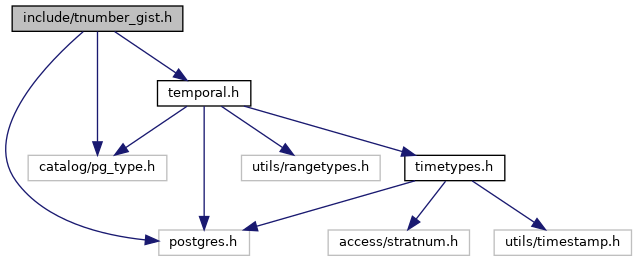 include/tnumber_gist.h
temporal.h
catalog/pg_type.h
utils/rangetypes.h
timetypes.h
postgres.h
access/stratnum.h
utils/timestamp.h